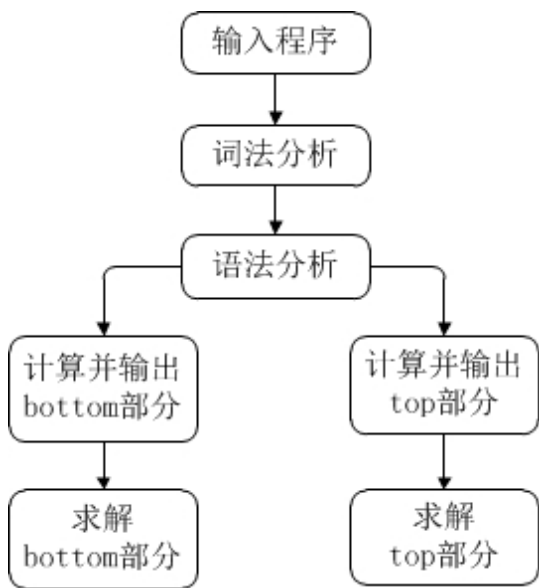 输入程序
词法分析
语法分析
计算并输出
bottom部分
计算并输出
top部分
求解
bottom部分
求解
top部分